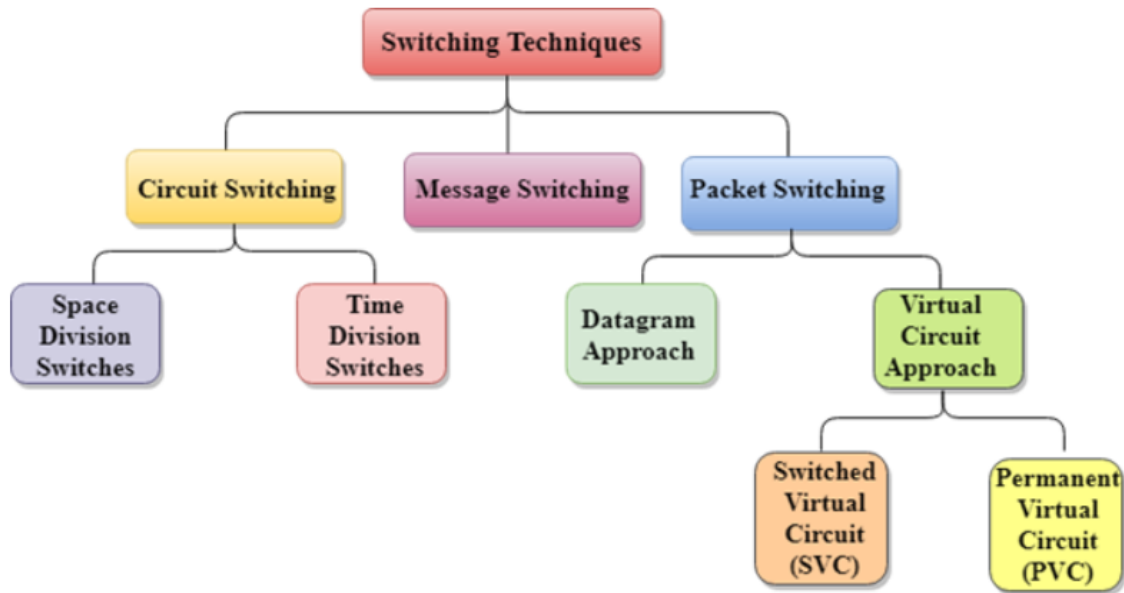 Switching Techniques
Circuit Switching
Message Switching
Packet Switching
Space
Division
Switches
Time
Division
Switches
Datagram
Approach
Virtual
Circuit
Approach
Switched
Virtual
Circuit
(SVC)
Permanent
Virtual
Circuit
(PVC)